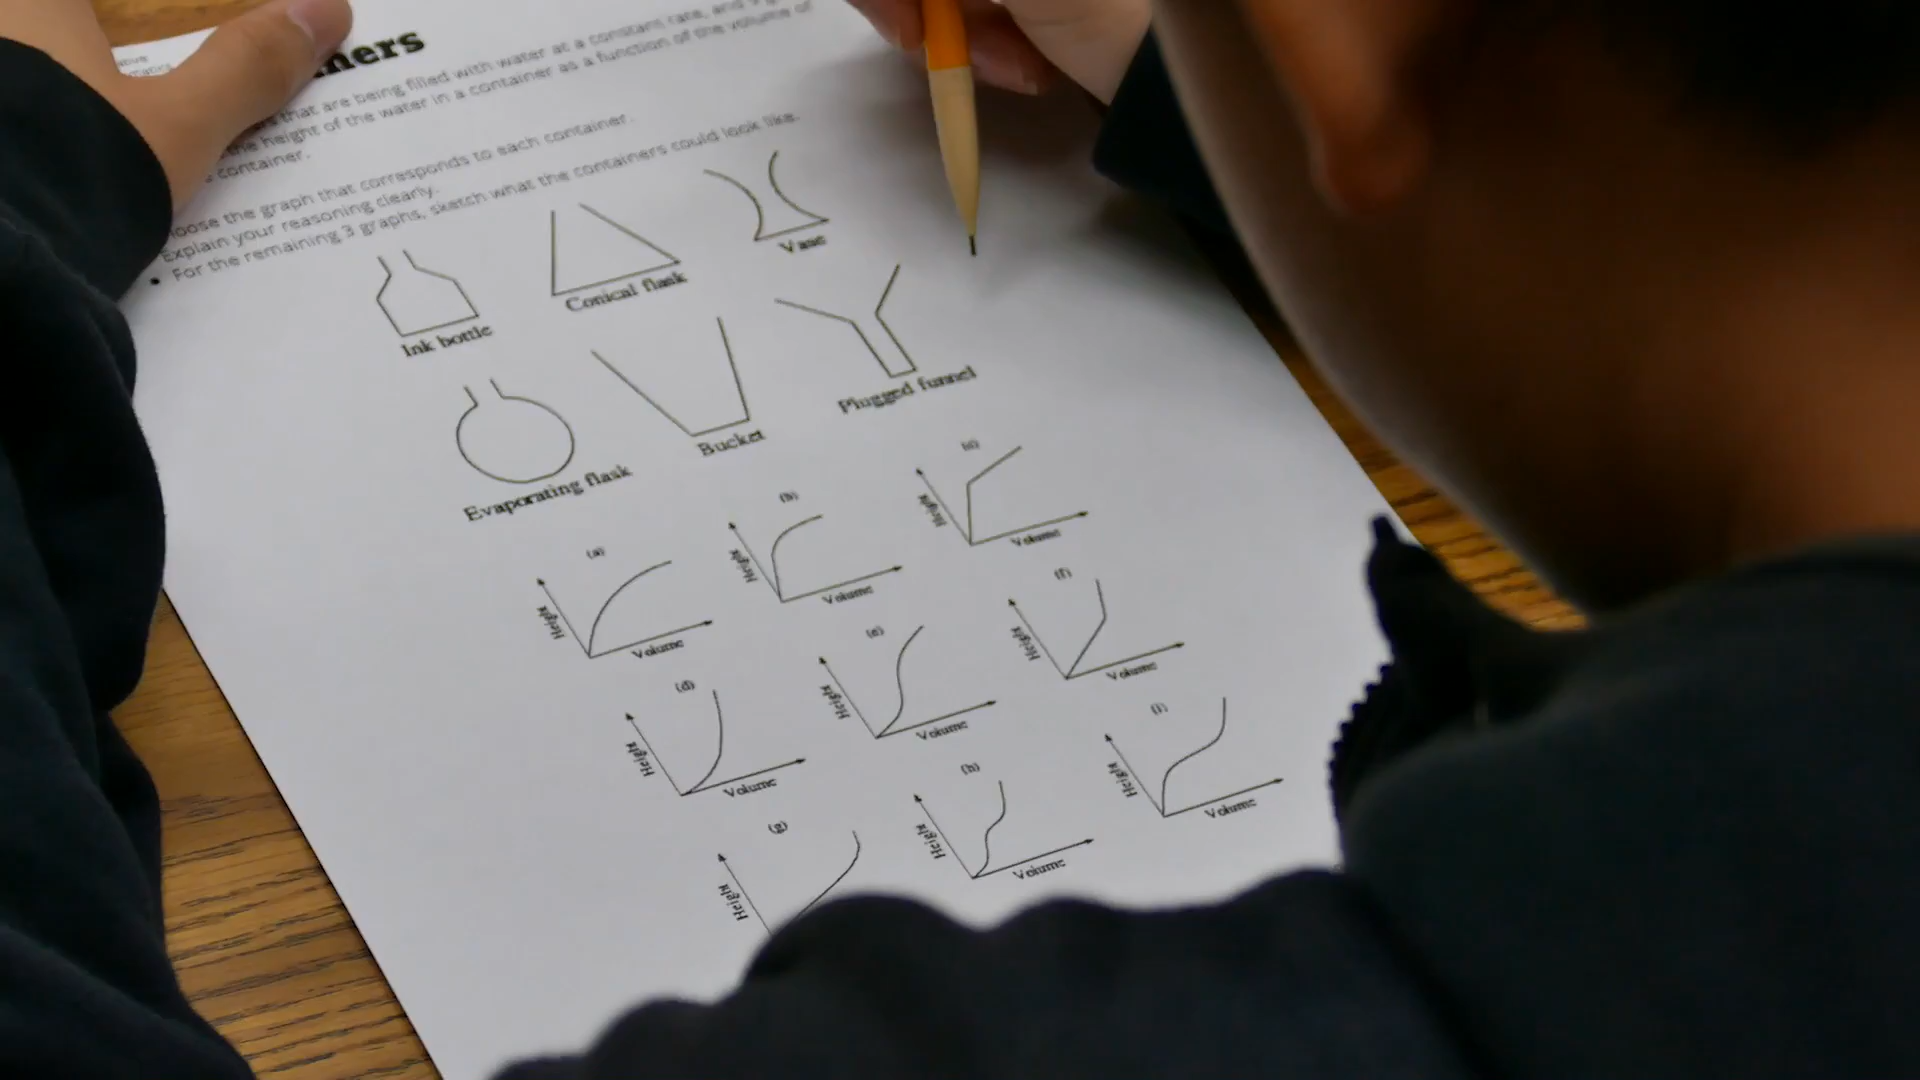 ners
that are being filled with water at a constant rate, and
the height of the water in a container as a function of the volume of
container.
oose the graph that corresponds to each container.
Explain your reasoning clearly.
• For the remaining 3 graphs, sketch what the containers could look like.
Ink bottle
Conical flask
Vase
Evaporating flask
Bucket
Plugged funnel
(a)
Height
Volume
(b)
Height
Volume
(c)
Height
Volume
(d)
Height
Volume
(e)
Height
Volume
(f)
Height
Volume
(g)
Height
(h)
Height
Volume
(i)
Height
Volume